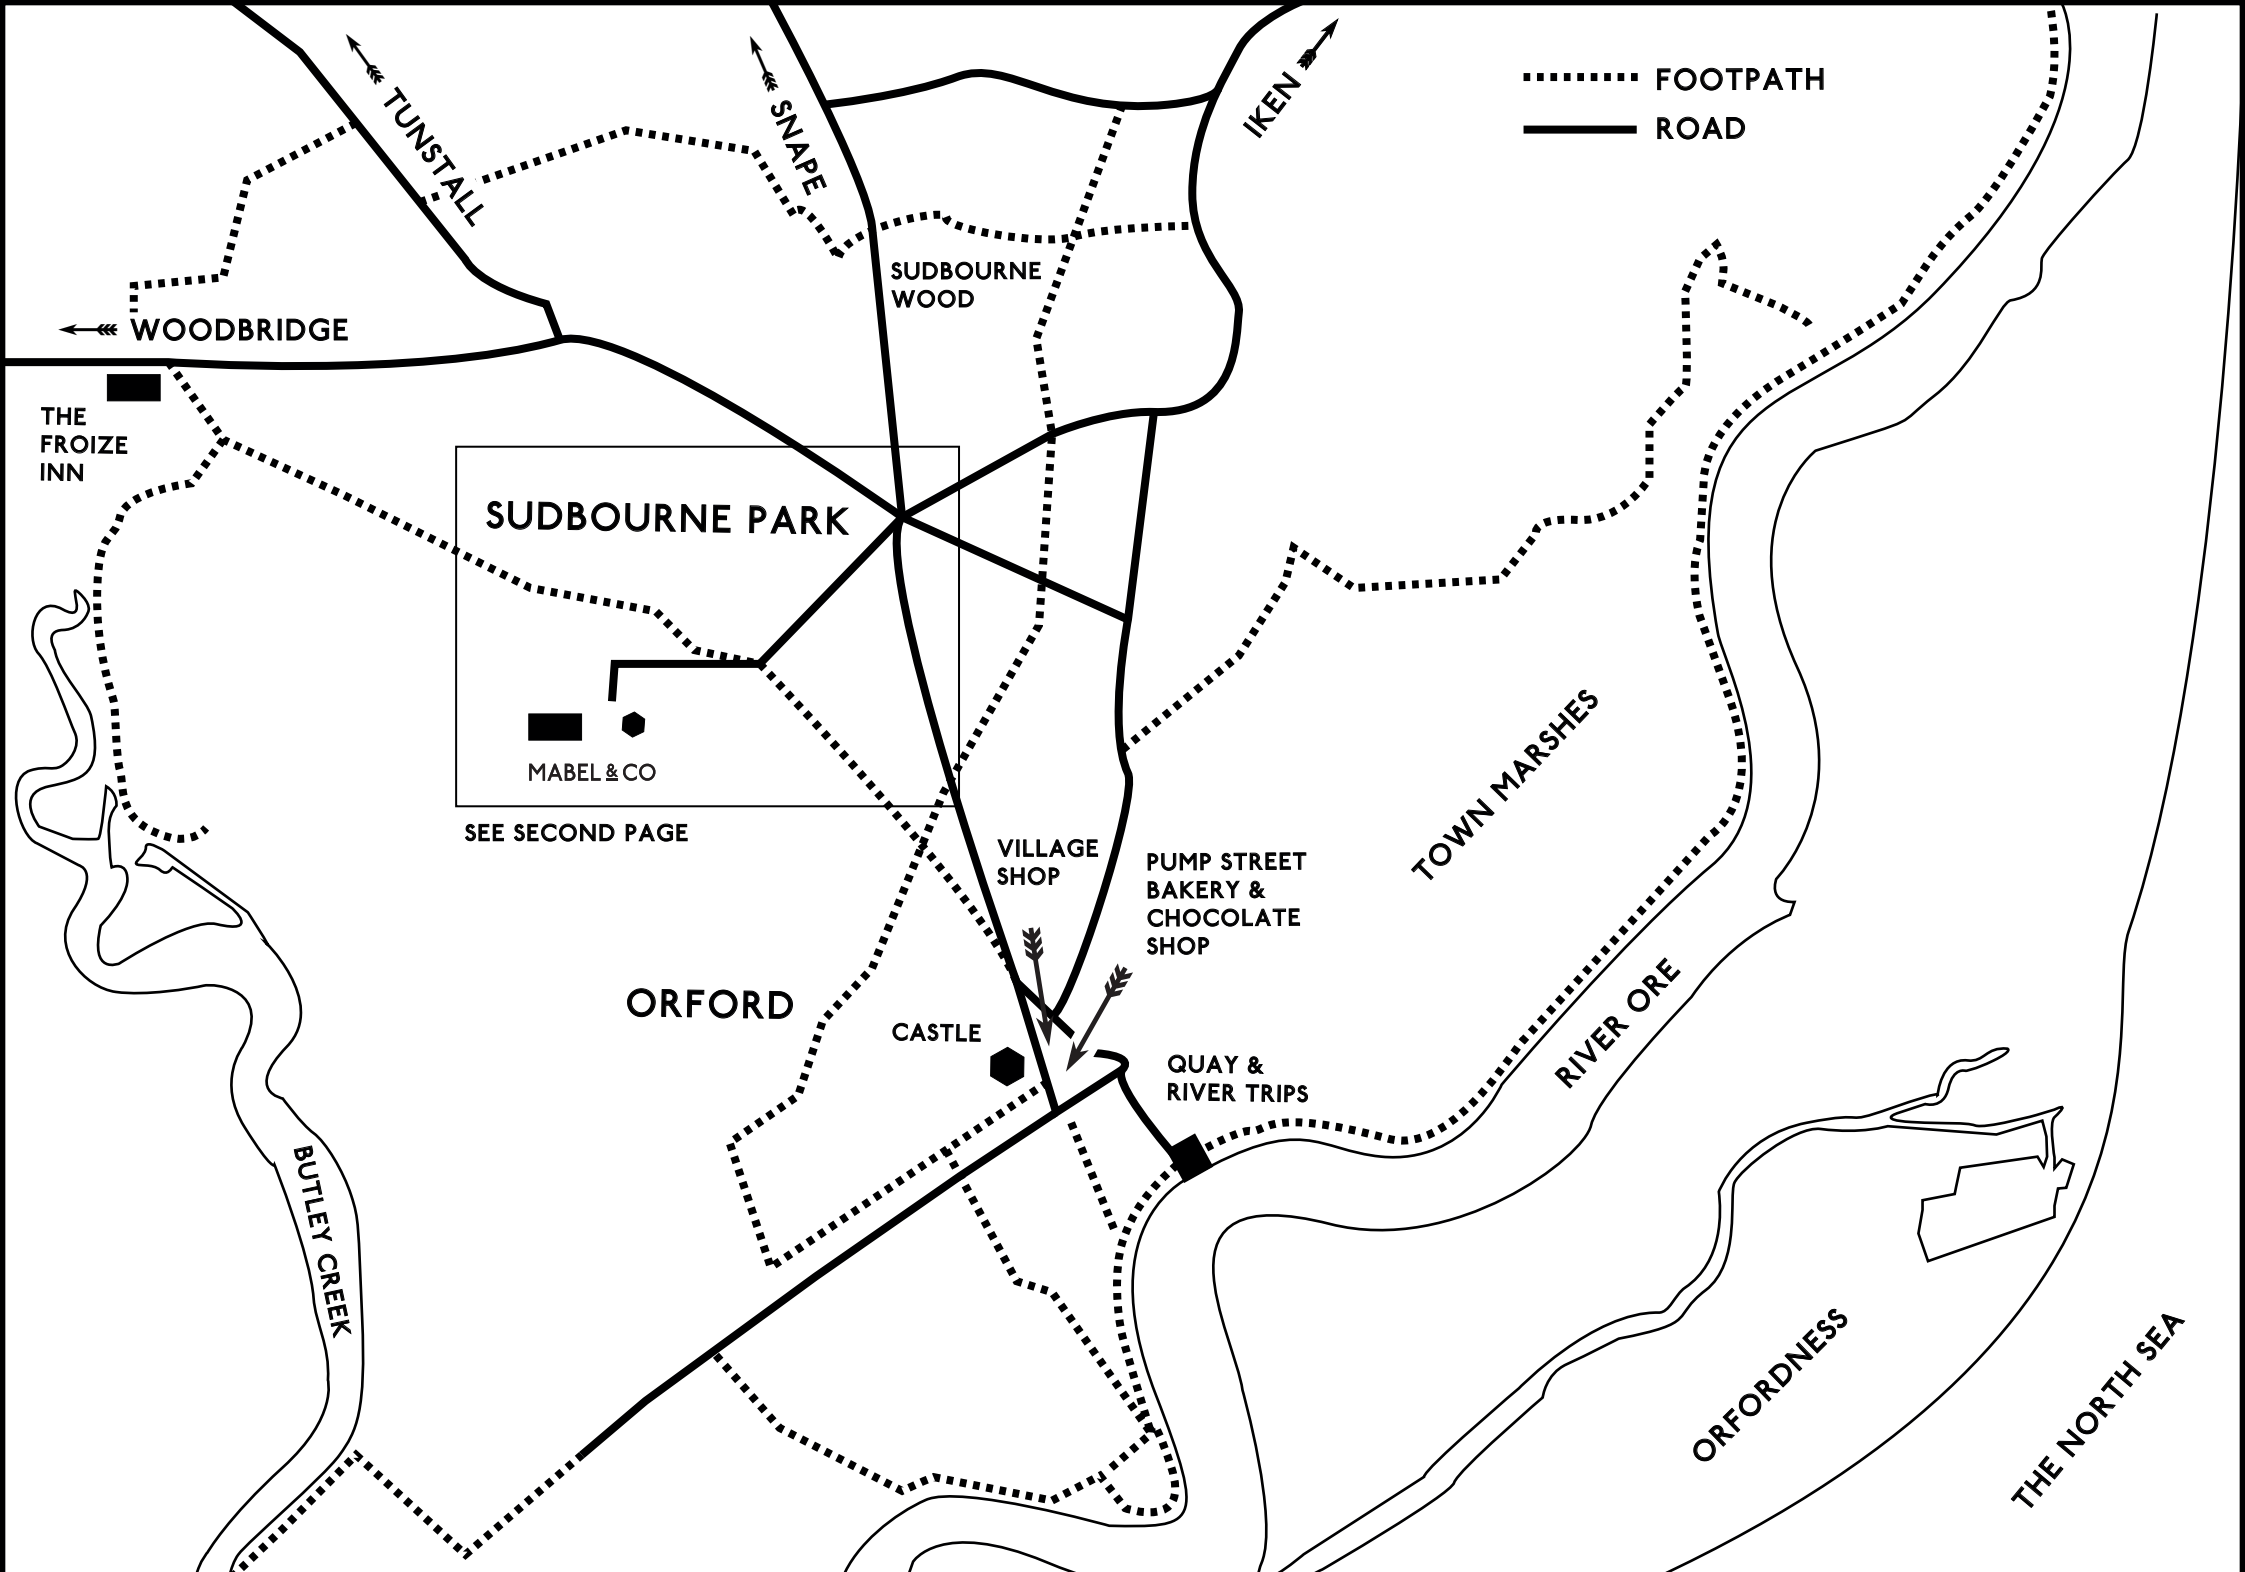 TUNSTALL
SNAPE
IKEN
FOOTPATH
ROAD
SUDBOURNE
WOOD
WOODBRIDGE
THE
FROIZE
INN
SUDBOURNE PARK
MABEL & CO
SEE SECOND PAGE
TOWN MARSHES
VILLAGE
SHOP
PUMP STREET
BAKERY &
CHOCOLATE
SHOP
ORFORD
CASTLE
QUAY &
RIVER TRIPS
RIVER ORE
BUTLEY CREEK
ORFORDNESS
THE NORTH SEA